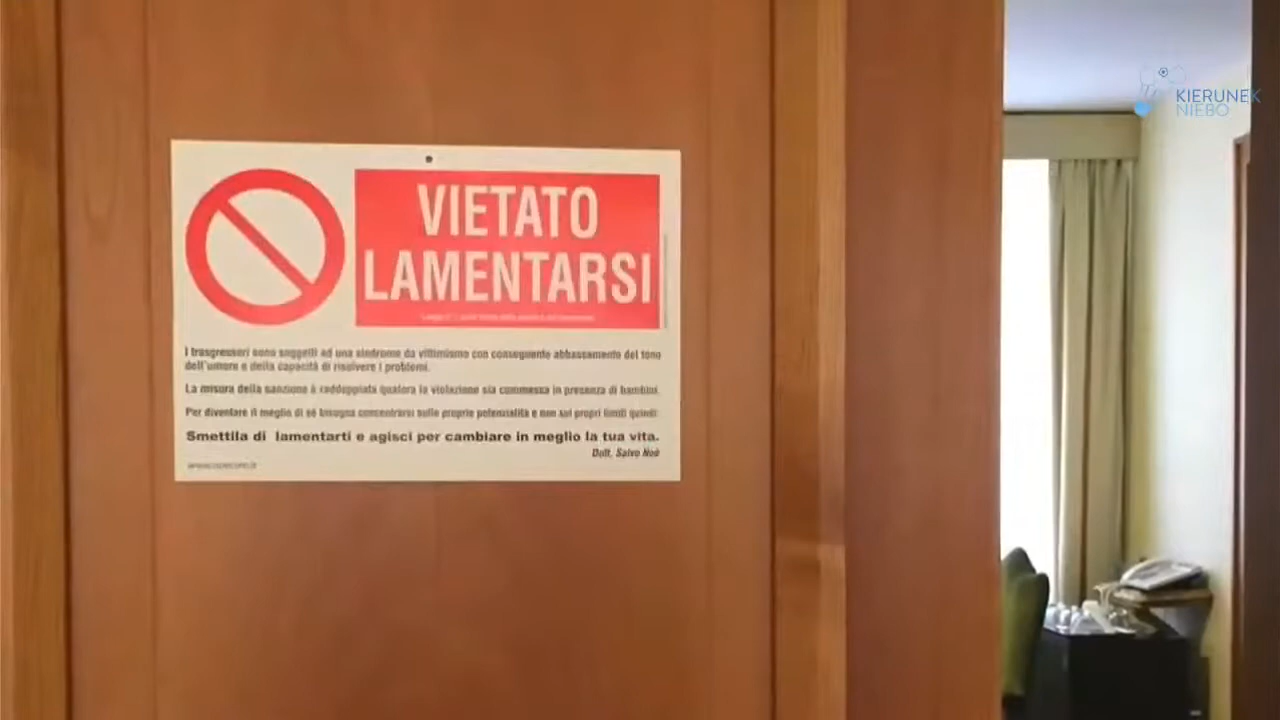 KIERUNEK
NIEBO
VIETATO
LAMENTARSI
I trasgressori sono soggetti ad una sindrome da vittimismo con conseguente abbassamento del tono
dell'umore e della capacità di risolvere i problemi.
La misura della sanzione è raddoppiata qualora la violazione sia commessa in presenza di bambini.
Per diventare il meglio di sé bisogna concentrarsi sulle proprie potenzialità e non sui propri limiti quindi:
Smettila di lamentarti e agisci per cambiare in meglio la tua vita.
Dott. Salvo Noè